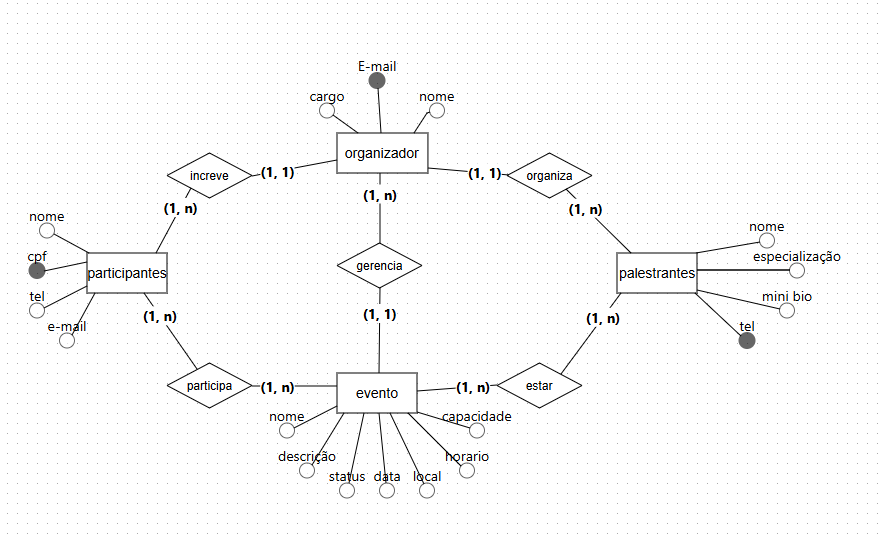 E-mail
cargo
nome
organizador
increve
(1, 1)
(1, 1)
organiza
(1, n)
(1, n)
(1, n)
nome
cpf
tel
e-mail
participantes
gerencia
palestrantes
nome
especialização
mini bio
tel
(1, n)
(1, 1)
(1, n)
participa
(1, n)
evento
(1, n)
estar
nome
descrição
status
data
local
horario
capacidade